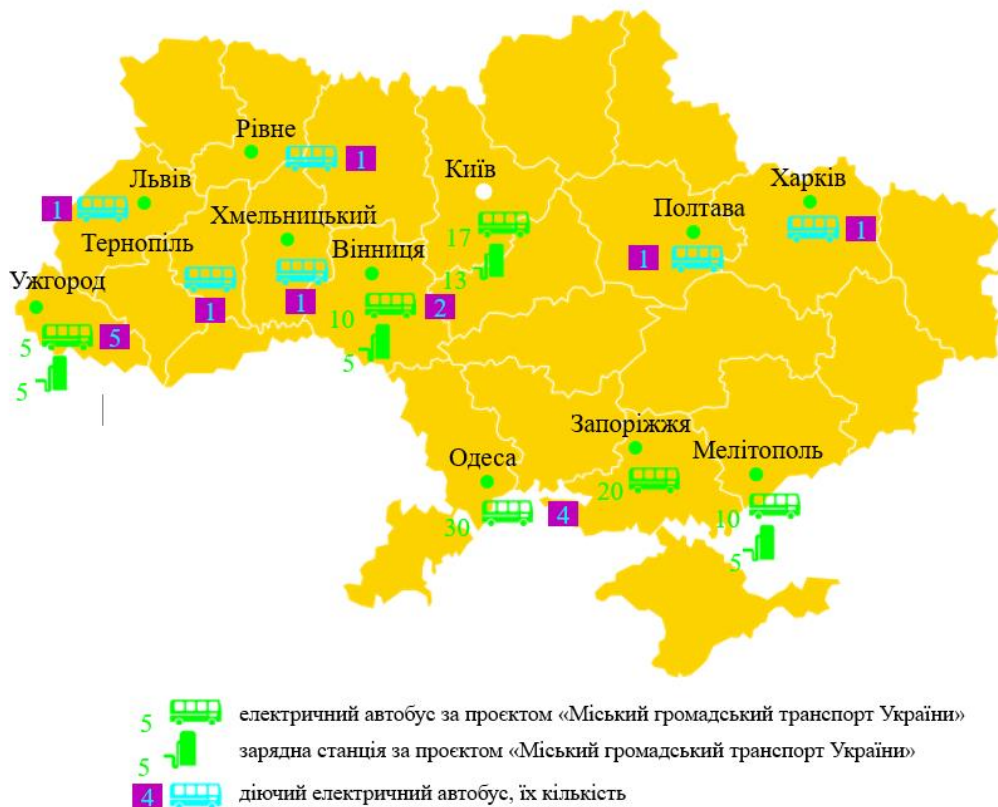 Рівне
1
Київ
Харків
Львів
1
Хмельницький
Полтава
17
1
Тернопіль
Вінниця
1
13
Ужгород
1
1
10
2
5
5
5
5
Запоріжжя
Мелітополь
Одеса
20
30
4
10
5
5 електричний автобус за проєктом «Міський громадський транспорт України»
5 зарядна станція за проєктом «Міський громадський транспорт України»
4 діючий електричний автобус, їх кількість